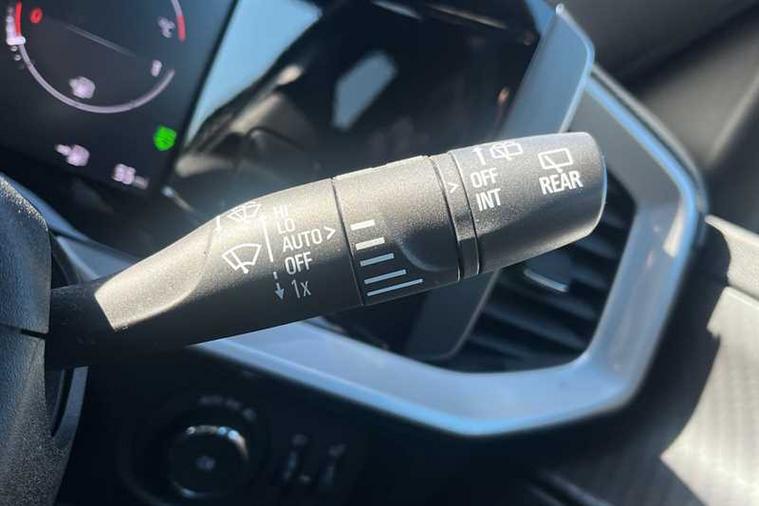 HI
LO
AUTO >
OFF
1x
>
OFF
INT
REAR